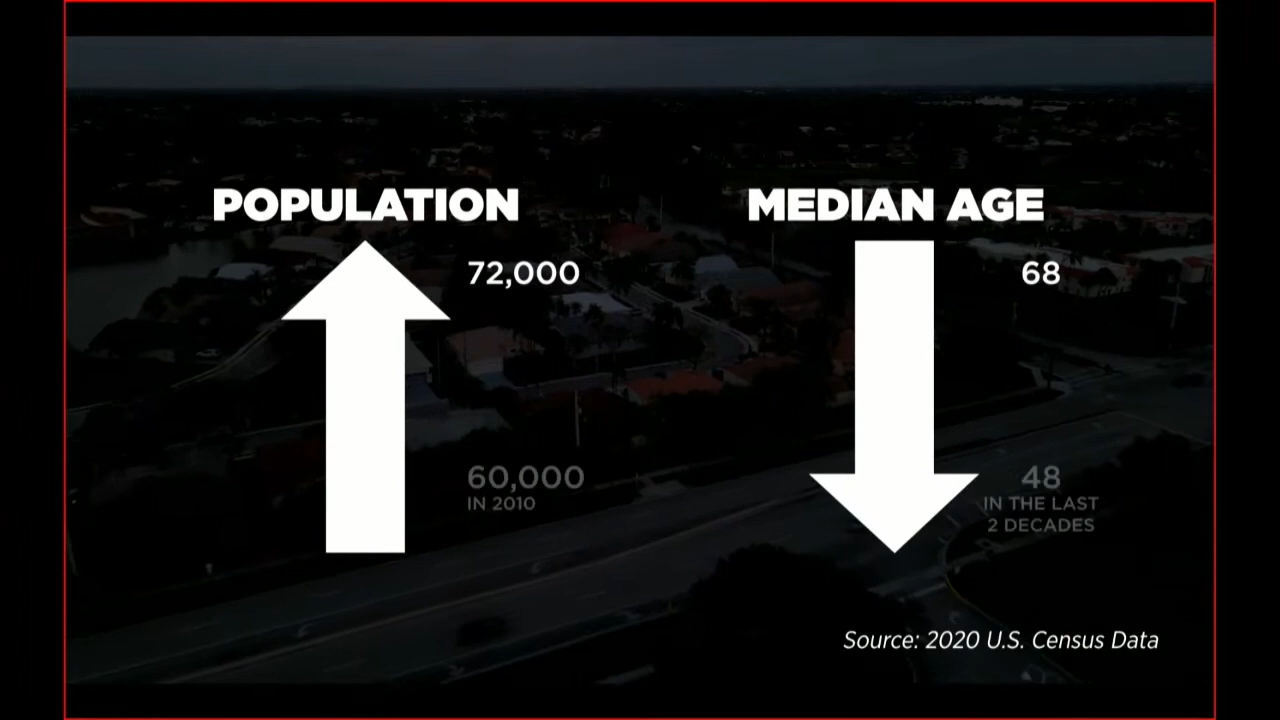 POPULATION
72,000
60,000
IN 2010
MEDIAN AGE
68
48
IN THE LAST
2 DECADES
Source: 2020 U.S. Census Data